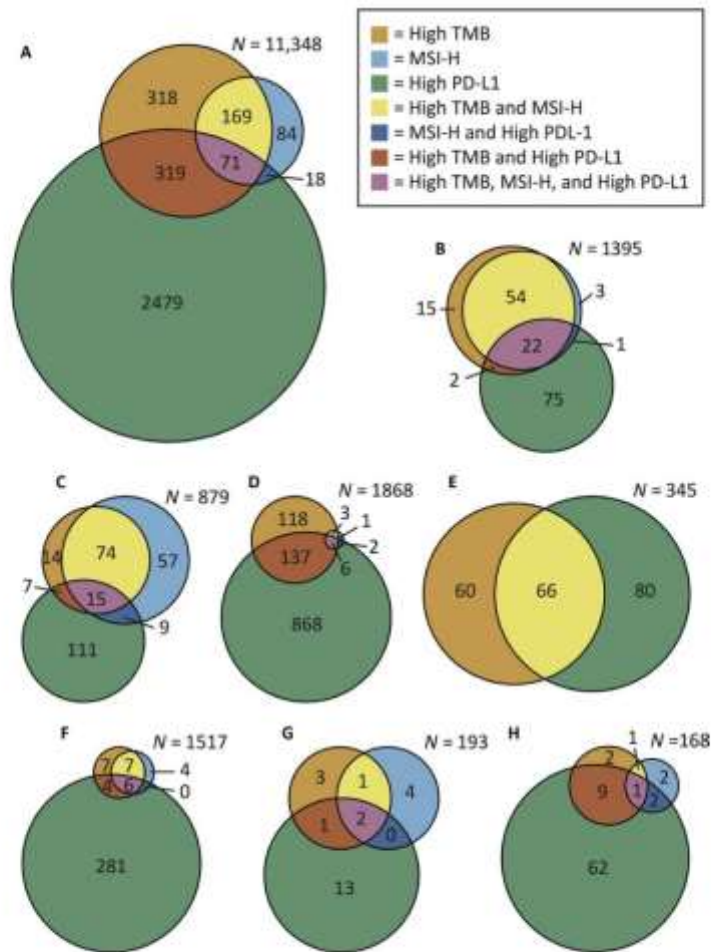 A
N = 11,348
318
169
84
71
319
18
2479
= High TMB
= MSI-H
= High PD-L1
= High TMB and MSI-H
= MSI-H and High PDL-1
= High TMB and High PD-L1
= High TMB, MSI-H, and High PD-L1
B
N = 1395
54
3
15
22
1
2
75
C
N = 879
14
74
57
7
15
9
111
D
N = 1868
118
3
1
2
137
6
868
E
N = 345
60
66
80
F
N = 1517
7
7
4
4
6
0
281
G
N = 193
3
1
4
1
2
0
13
H
N =168
1
2
2
9
1
2
62